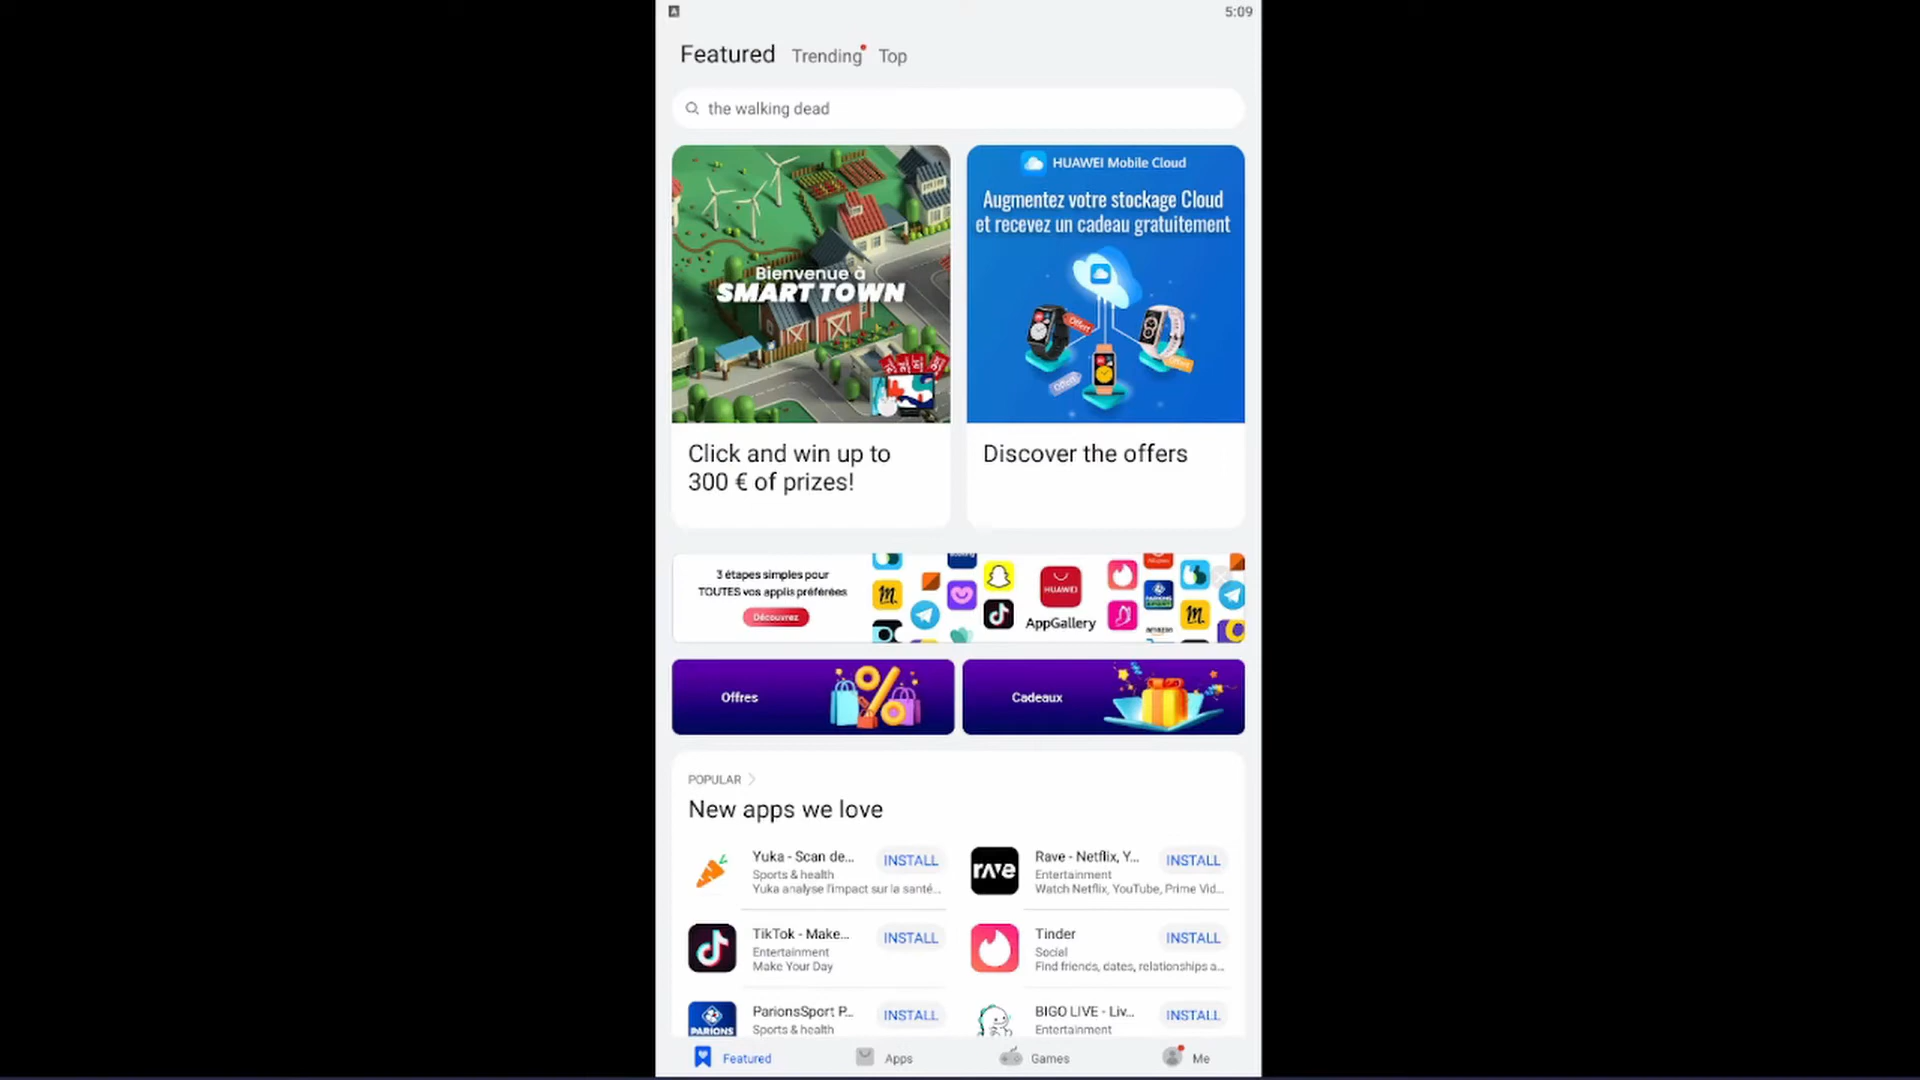 5:09
Featured Trending Top
the walking dead
Bienvenue à
SMART TOWN
Click and win up to
300 € of prizes!
HUAWEI Mobile Cloud
Augmentez votre stockage Cloud
et recevez un cadeau gratuitement
Offert
Offert
Discover the offers
3 étapes simples pour
TOUTES vos applis préférées
Découvrez
HUAWEI
AppGallery
Offres
Cadeaux
POPULAR
New apps we love
Yuka - Scan de...
Sports & health
Yuka analyse l'impact sur la santé...
INSTALL
rave
Rave - Netflix, Y...
Entertainment
Watch Netflix, YouTube, Prime Vid...
INSTALL
TikTok - Make...
Entertainment
Make Your Day
INSTALL
Tinder
Social
Find friends, dates, relationships a...
INSTALL
PARIONS
ParionsSport P...
Sports & health
INSTALL
BIGO LIVE - Liv...
Entertainment
INSTALL
Featured Apps Games Me